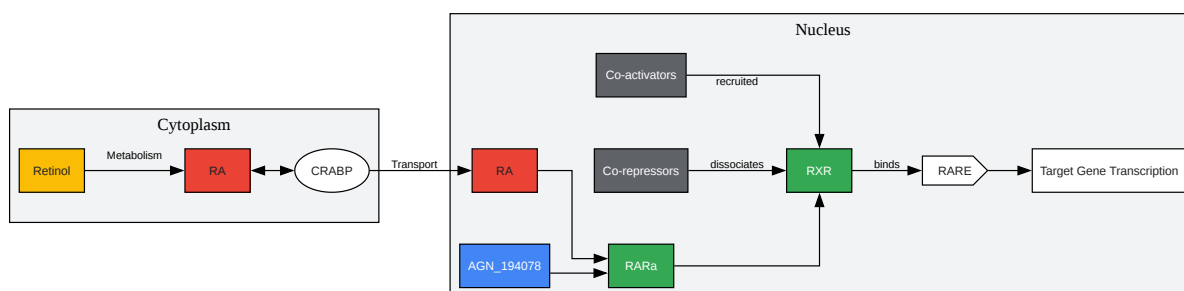 Nucleus
Co-activators
recruited
Cytoplasm
Retinol
Metabolism
RA
CRABP
Transport
RA
Co-repressors
dissociates
RXR
binds
RARE
Target Gene Transcription
AGN_194078
RARa